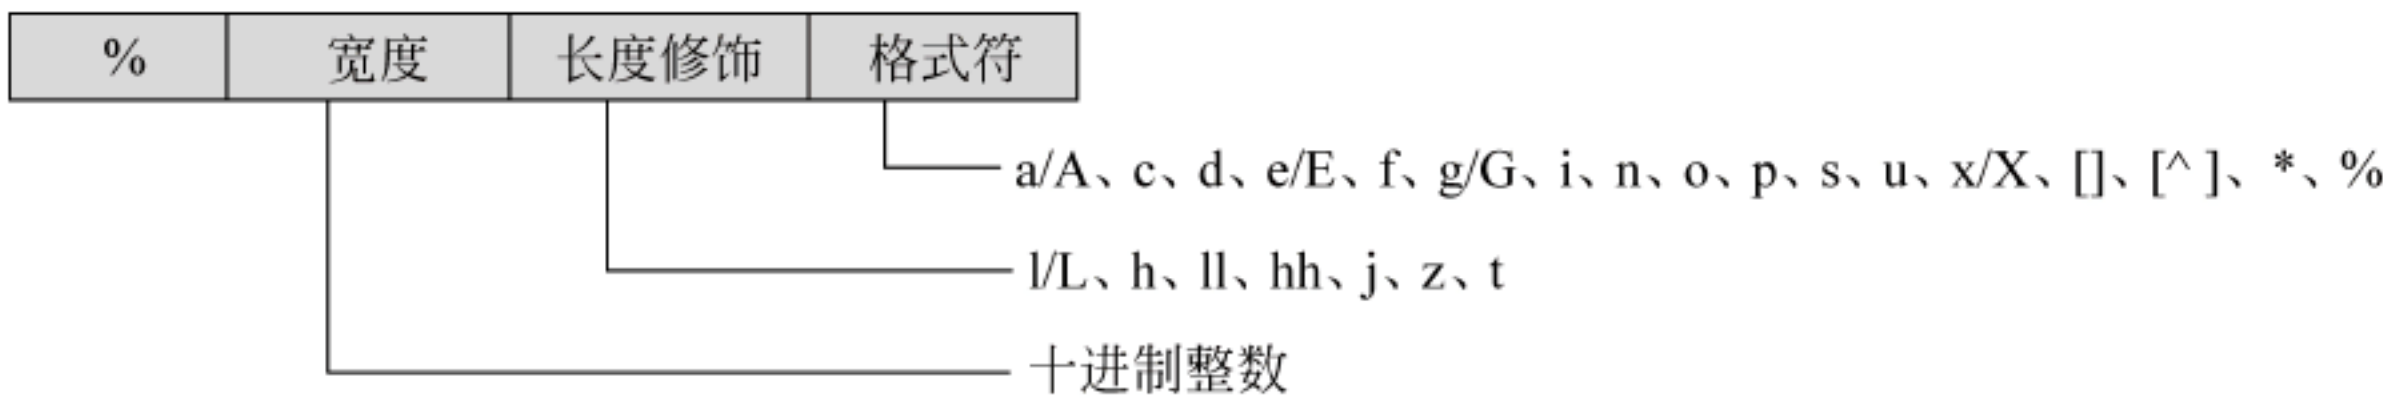 % 宽度 长度修饰 格式符
a/A、c、d、e/E、f、g/G、i、n、o、p、s、u、x/X、[]、[^ ]、*、%
l/L、h、ll、hh、j、z、t
十进制整数